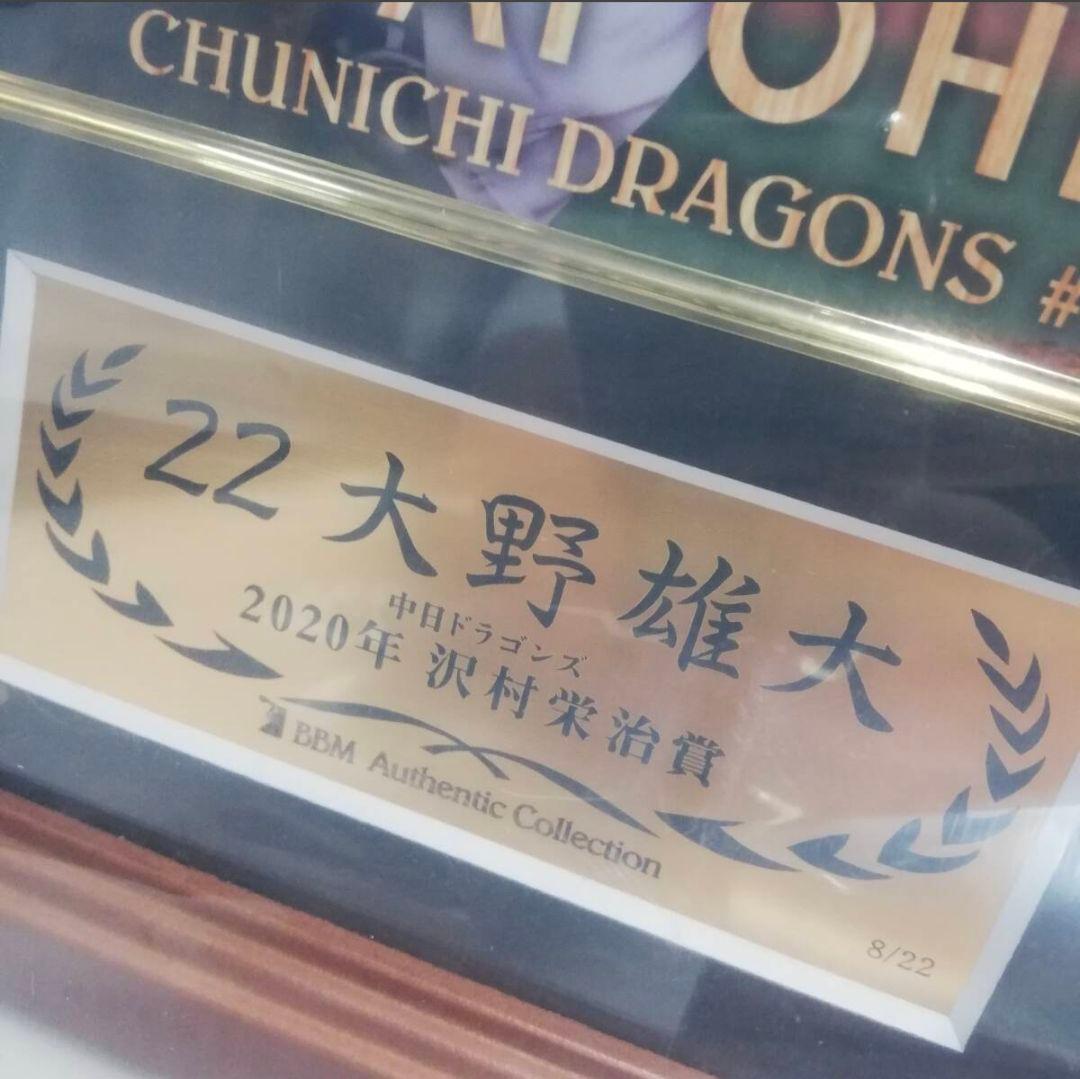 CHUNICHI DRAGONS #
22 大野雄大
中日ドラゴンズ
2020年 沢村栄治賞
BBM Authentic Collection
8/22